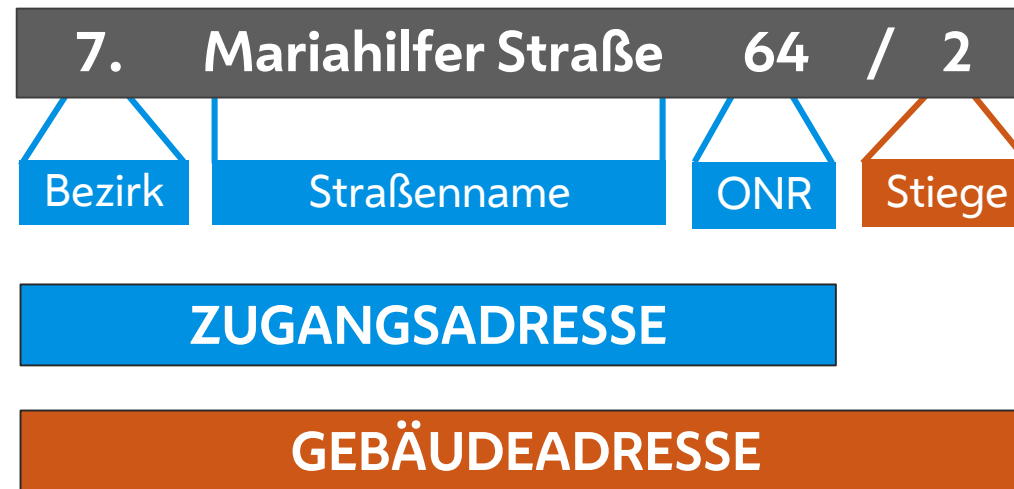 7. Mariahilfer Straße 64 / 2
Bezirk Straßenname ONR Stiege
ZUGANGSADRESSE
GEBÄUDEADRESSE